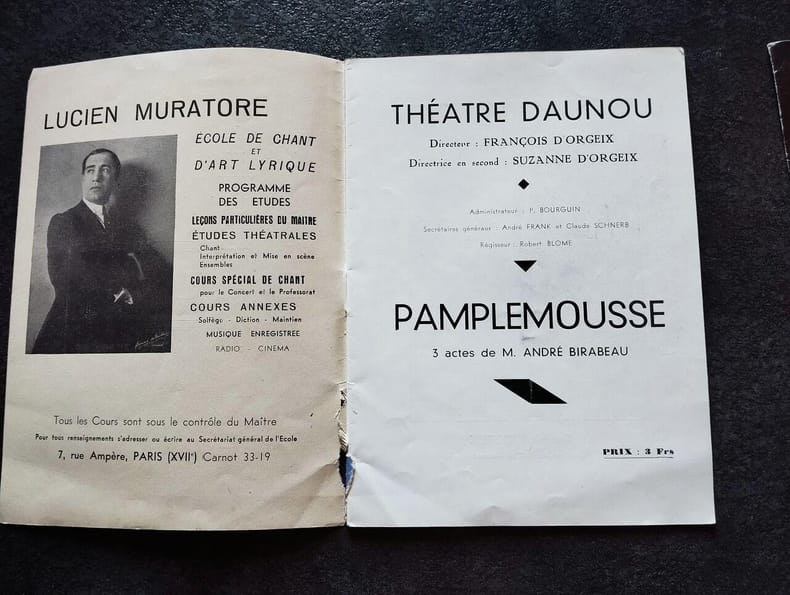 LUCIEN MURATORE
ÉCOLE DE CHANT
ET
D'ART LYRIQUE
PROGRAMME
DES ETUDES
LEÇONS PARTICULIÈRES DU MAITRE
ÉTUDES THÉATRALES
Chant
Interprétation et Mise en scène
Ensembles
COURS SPÉCIAL DE CHANT
pour le Concert et le Professorat
COURS ANNEXES
Solfège - Diction - Maintien
MUSIQUE ENREGISTREE
RADIO - CINEMA
Tous les Cours sont sous le contrôle du Maître
Pour tous renseignements s'adresser ou écrire au Secrétariat général de l'Ecole
7, rue Ampère, PARIS (XVIIe) Carnot 33-19
THÉATRE DAUNOU
Directeur : FRANÇOIS D'ORGEIX
Directrice en second : SUZANNE D'ORGEIX
Administrateur : P. BOURGUIN
Secrétaires généraux : André FRANK et Claude SCHNERB
Régisseur : Robert BLOME
PAMPLEMOUSSE
3 actes de M. ANDRÉ BIRABEAU
PRIX : 3 Frs